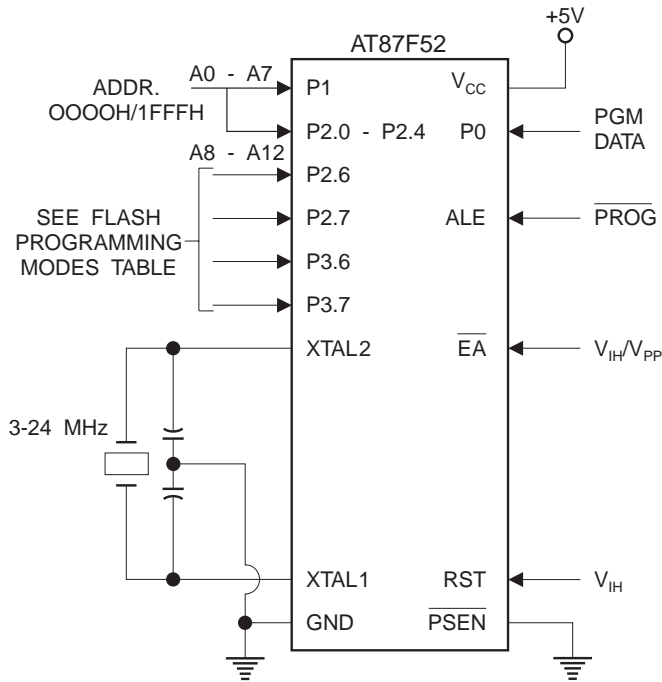 +5V
AT87F52
ADDR.
OOOOH/1FFFH
A0 - A7
P1
VCC
P2.0 - P2.4
P0
PGM
DATA
A8 - A12
P2.6
SEE FLASH
PROGRAMMING
MODES TABLE
P2.7
ALE
PROG
P3.6
P3.7
XTAL2
EA
VIH/VPP
3-24 MHz
XTAL1
RST
VIH
GND
PSEN